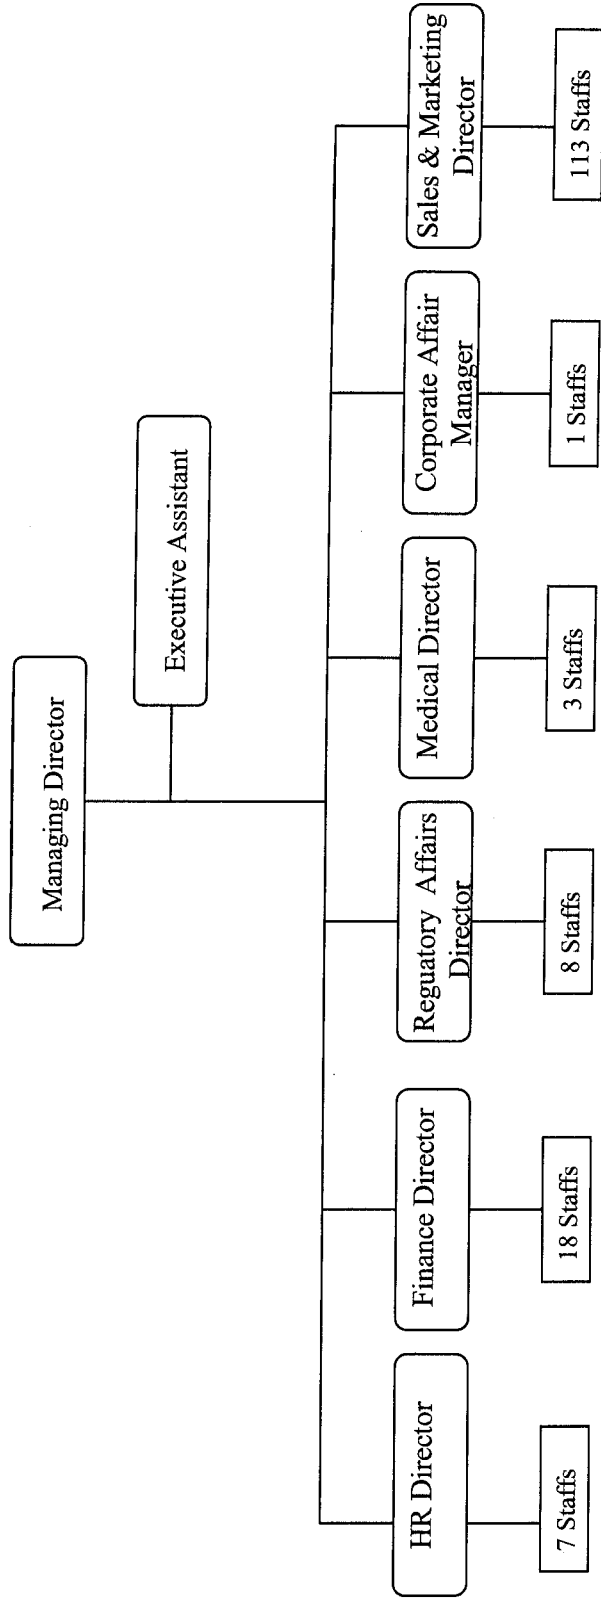 Managing Director
Executive Assistant
HR Director
Finance Director
Reguatory Affairs
Director
Medical Director
Corporate Affair
Manager
Sales & Marketing
Director
7 Staffs
18 Staffs
8 Staffs
3 Staffs
1 Staffs
113 Staffs